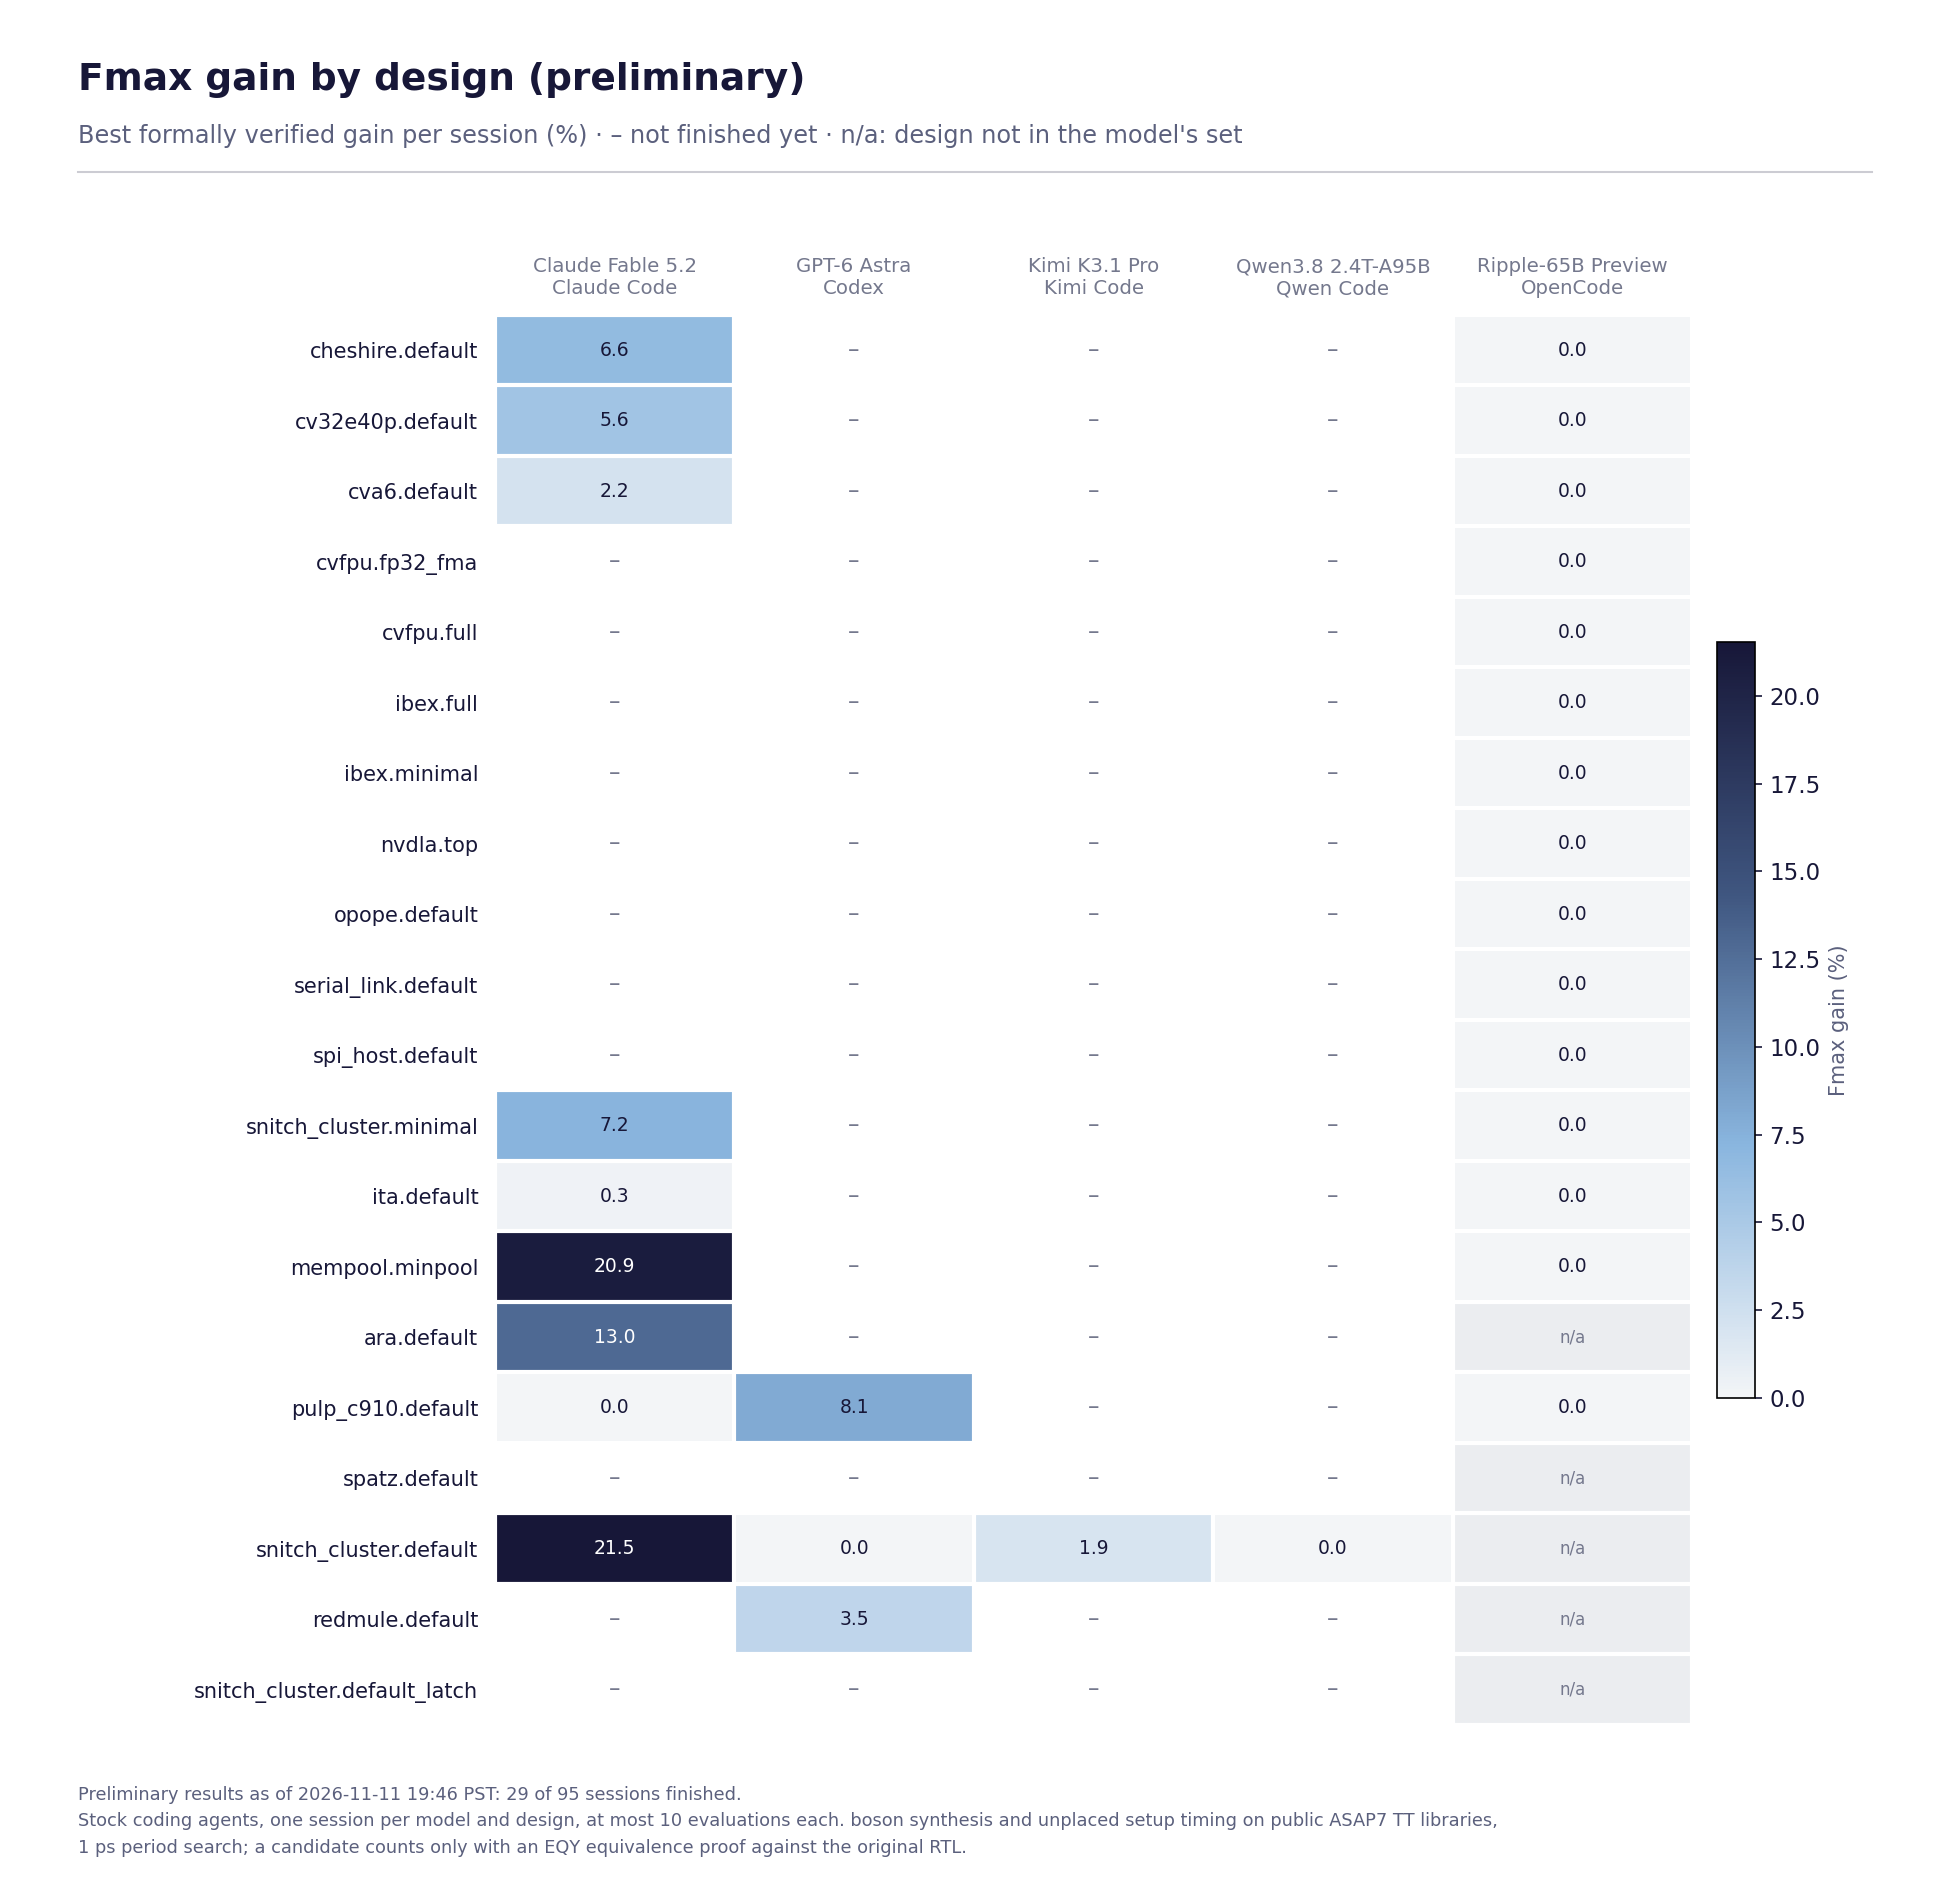 Fmax gain by design (preliminary)
Best formally verified gain per session (%) · – not finished yet · n/a: design not in the model's set
Claude Fable 5.2 GPT-6 Astra Kimi K3.1 Pro Qwen3.8 2.4T-A95B Ripple-65B Preview
Claude Code Codex Kimi Code Qwen Code OpenCode
cheshire.default 6.6 – – – 0.0
cv32e40p.default 5.6 – – – 0.0
cva6.default 2.2 – – – 0.0
cvfpu.fp32_fma – – – – 0.0
cvfpu.full – – – – 0.0
ibex.full – – – – 0.0
ibex.minimal – – – – 0.0
nvdla.top – – – – 0.0
opope.default – – – – 0.0
serial_link.default – – – – 0.0
spi_host.default – – – – 0.0
snitch_cluster.minimal 7.2 – – – 0.0
ita.default 0.3 – – – 0.0
mempool.minpool 20.9 – – – 0.0
ara.default 13.0 – – – n/a
pulp_c910.default 0.0 8.1 – – 0.0
spatz.default – – – – n/a
snitch_cluster.default 21.5 0.0 1.9 0.0 n/a
redmule.default – 3.5 – – n/a
snitch_cluster.default_latch – – – – n/a
20.0
17.5
15.0
12.5
10.0
7.5
5.0
2.5
0.0
Fmax gain (%)
Preliminary results as of 2026-11-11 19:46 PST: 29 of 95 sessions finished.
Stock coding agents, one session per model and design, at most 10 evaluations each. boson synthesis and unplaced setup timing on public ASAP7 TT libraries,
1 ps period search; a candidate counts only with an EQY equivalence proof against the original RTL.